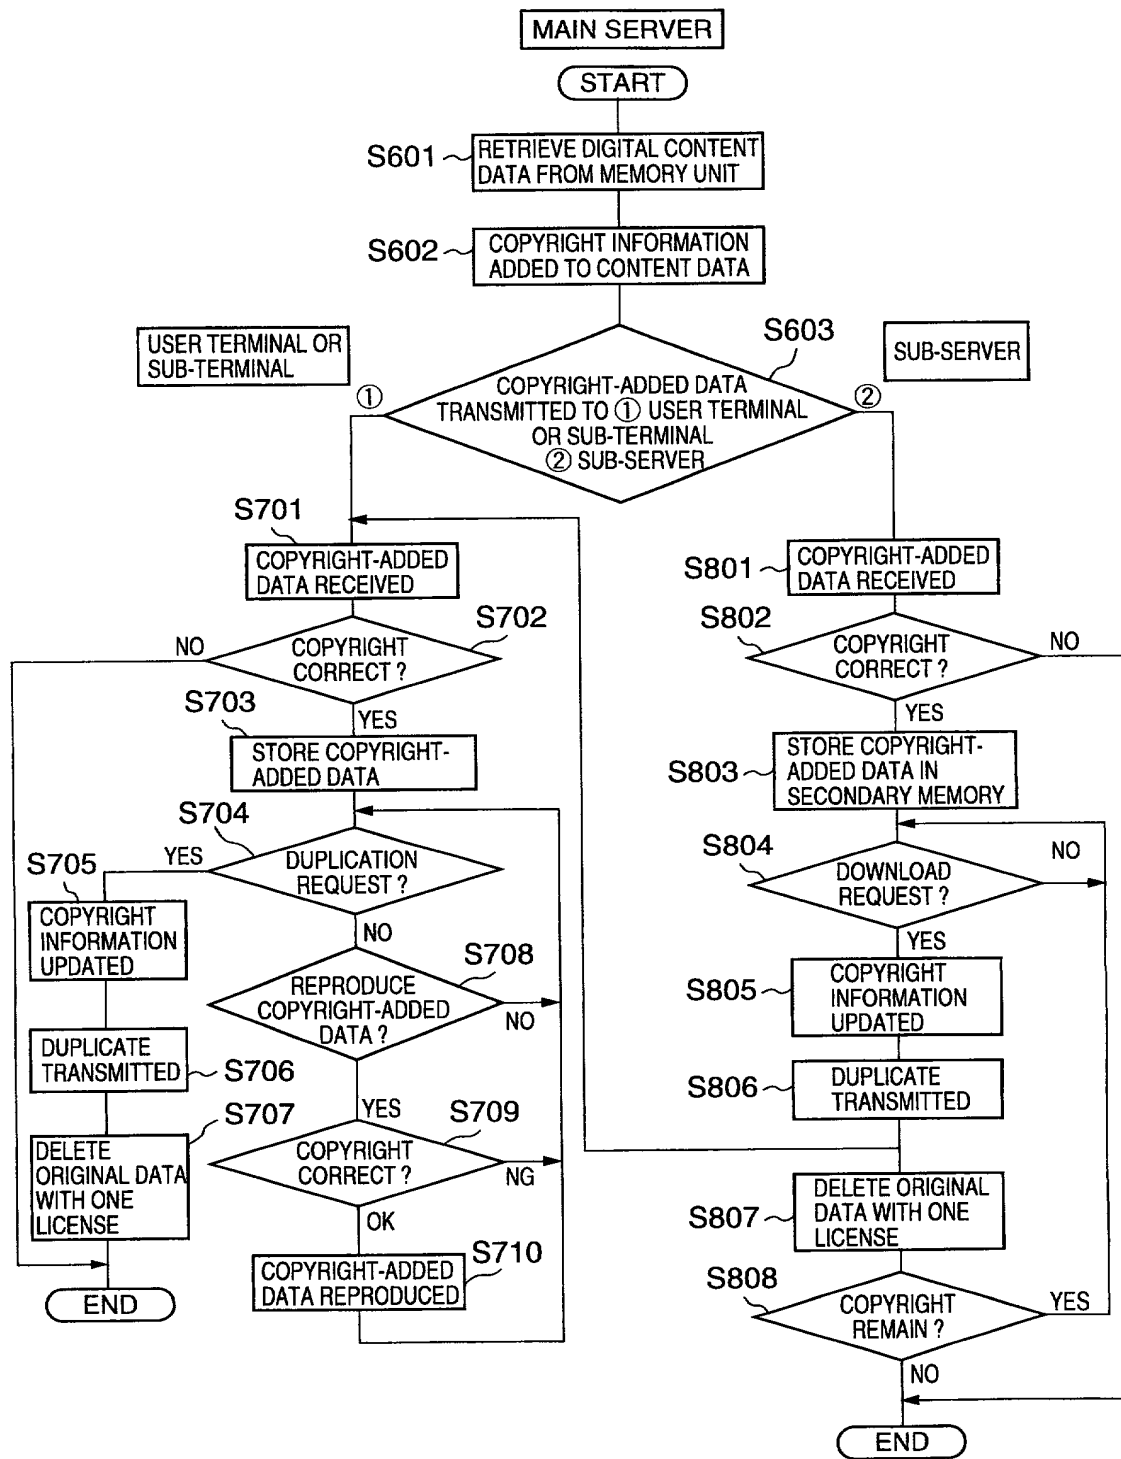 MAIN SERVER
START
S601
RETRIEVE DIGITAL CONTENT
DATA FROM MEMORY UNIT
S602
COPYRIGHT INFORMATION
ADDED TO CONTENT DATA
USER TERMINAL OR
SUB-TERMINAL
S603
SUB-SERVER
①
COPYRIGHT-ADDED DATA
TRANSMITTED TO ① USER TERMINAL
OR SUB-TERMINAL
② SUB-SERVER
②
S701
COPYRIGHT-ADDED
DATA RECEIVED
S702
NO
COPYRIGHT
CORRECT ?
YES
S703
STORE COPYRIGHT-
ADDED DATA
S704
YES
DUPLICATION
REQUEST ?
NO
S705
COPYRIGHT
INFORMATION
UPDATED
DUPLICATE
TRANSMITTED
S706
S707
DELETE
ORIGINAL DATA
WITH ONE
LICENSE
END
S708
REPRODUCE
COPYRIGHT-ADDED
DATA ?
NO
YES
S709
COPYRIGHT
CORRECT ?
NG
OK
S710
COPYRIGHT-ADDED
DATA REPRODUCED
S801
COPYRIGHT-ADDED
DATA RECEIVED
S802
COPYRIGHT
CORRECT ?
NO
YES
S803
STORE COPYRIGHT-
ADDED DATA IN
SECONDARY MEMORY
S804
DOWNLOAD
REQUEST ?
NO
YES
S805
COPYRIGHT
INFORMATION
UPDATED
S806
DUPLICATE
TRANSMITTED
S807
DELETE ORIGINAL
DATA WITH ONE
LICENSE
S808
COPYRIGHT
REMAIN ?
YES
NO
END